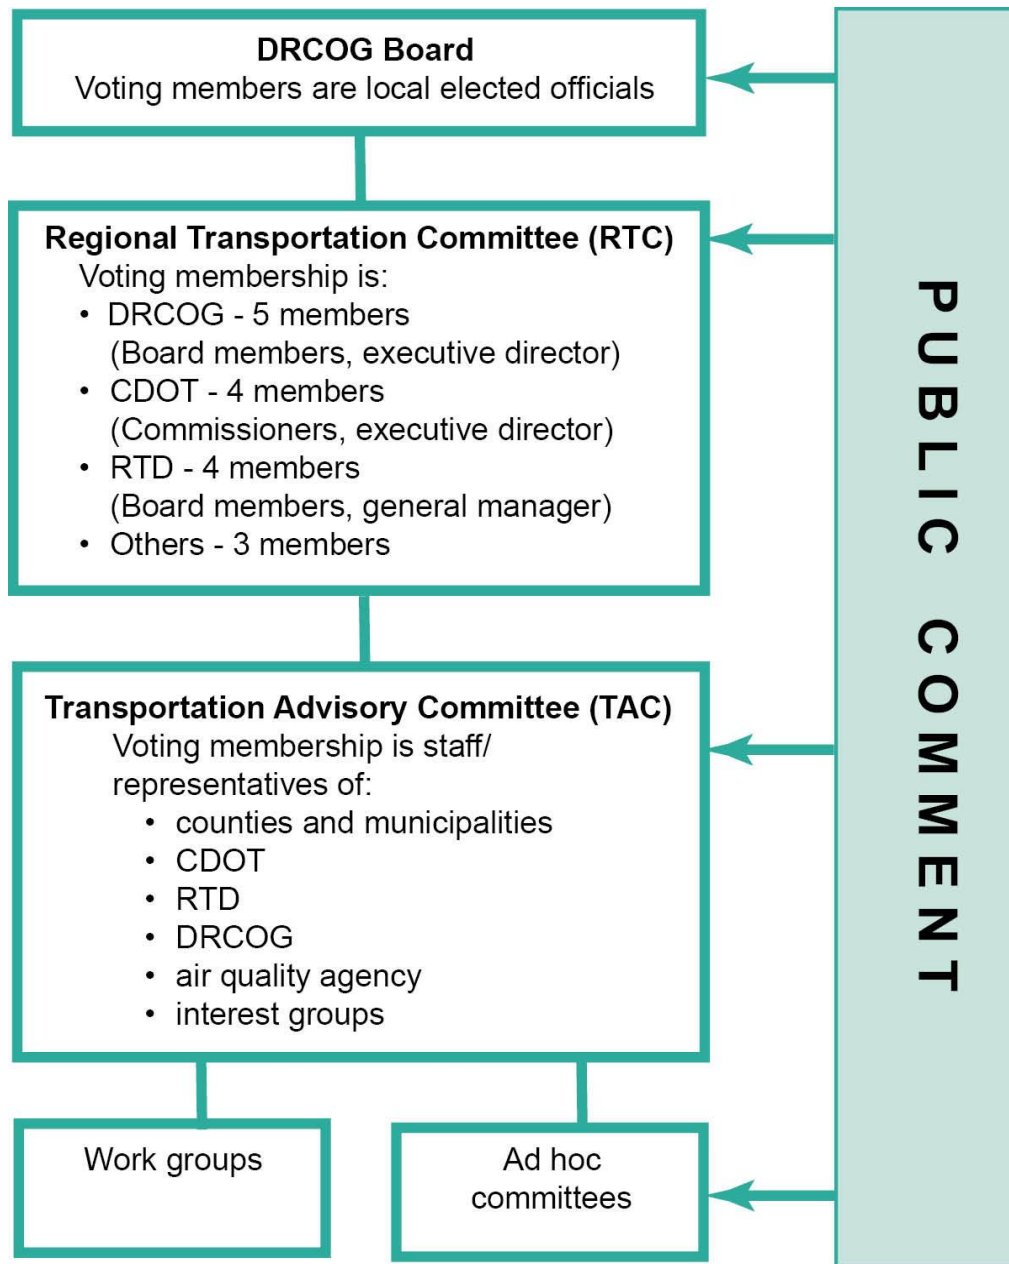 DRCOG Board
Voting members are local elected officials
Regional Transportation Committee (RTC)
Voting membership is:
• DRCOG - 5 members
(Board members, executive director)
• CDOT - 4 members
(Commissioners, executive director)
• RTD - 4 members
(Board members, general manager)
• Others - 3 members
Transportation Advisory Committee (TAC)
Voting membership is staff/
representatives of:
• counties and municipalities
• CDOT
• RTD
• DRCOG
• air quality agency
• interest groups
Work groups
Ad hoc
committees
PUBLIC COMMENT